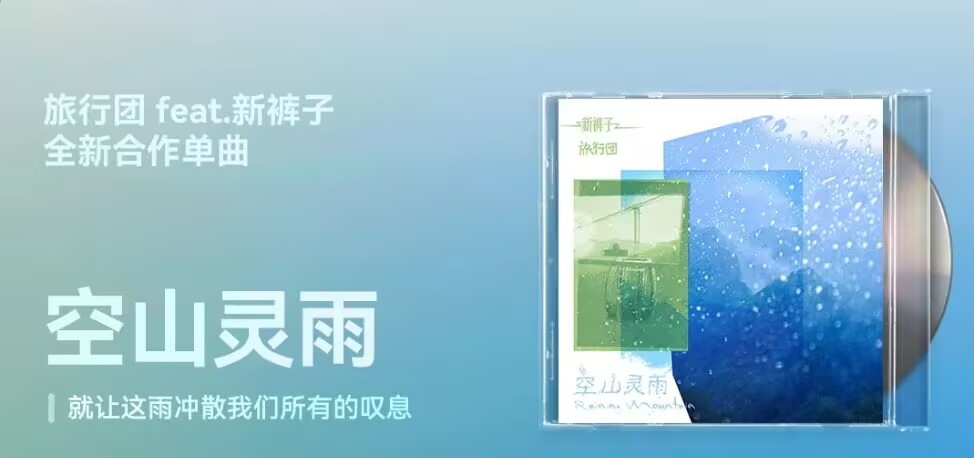 旅行团 feat.新裤子
全新合作单曲
空山灵雨
就让这雨冲散我们所有的叹息
新裤子
旅行团
空山灵雨
Rainny Mountain